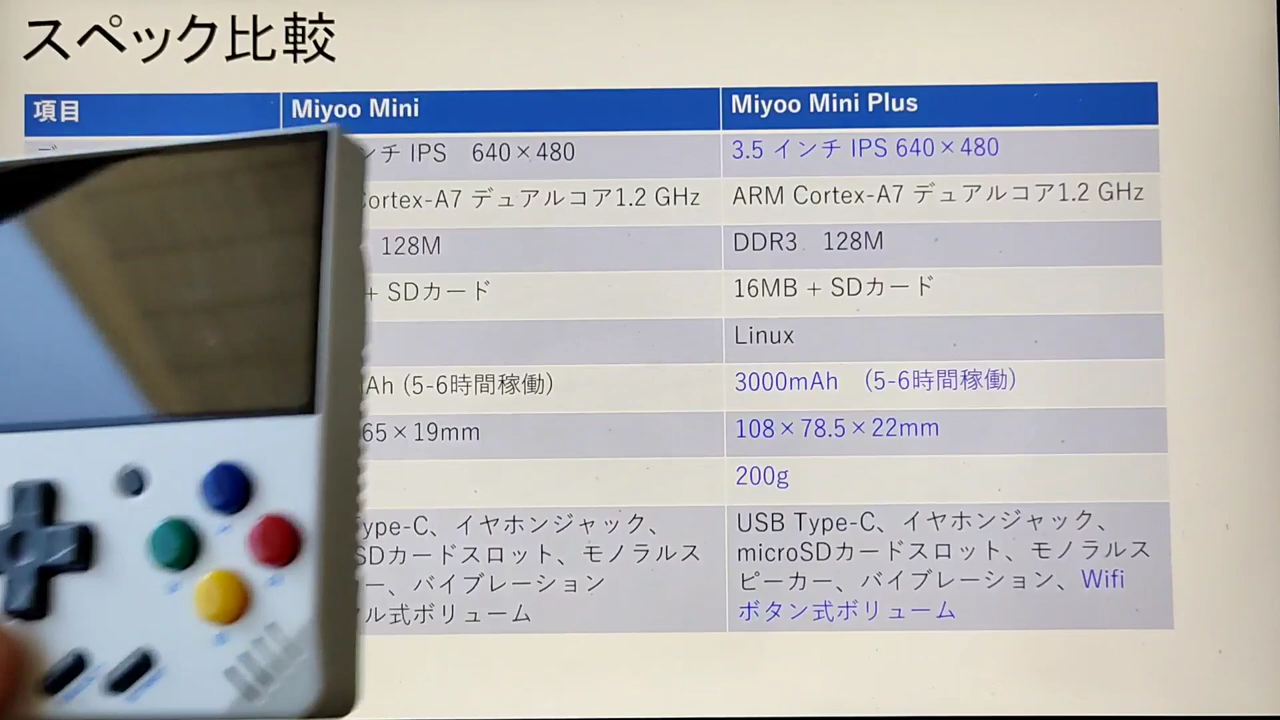 スペック比較
項目 Miyoo Mini Miyoo Mini Plus
ンチ IPS 640×480 3.5 インチ IPS 640×480
Cortex-A7 デュアルコア1.2 GHz ARM Cortex-A7 デュアルコア1.2 GHz
128M DDR3 128M
+ SDカード 16MB + SDカード
Linux
Ah (5-6時間稼働) 3000mAh (5-6時間稼働)
65×19mm 108×78.5×22mm
200g
Type-C、イヤホンジャック、 USB Type-C、イヤホンジャック、
SDカードスロット、モノラルス microSDカードスロット、モノラルス
ー、バイブレーション ピーカー、バイブレーション、Wifi
ル式ボリューム ボタン式ボリューム